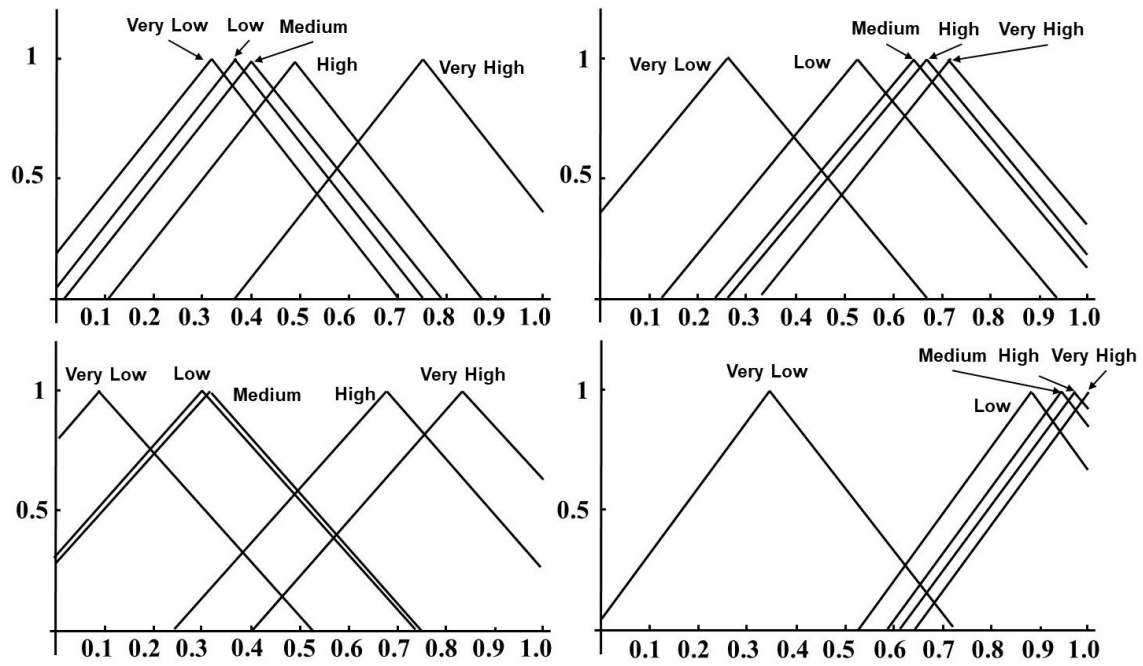 Very Low Low Medium
1 High Very High
0.5
0.1 0.2 0.3 0.4 0.5 0.6 0.7 0.8 0.9 1.0
Medium High Very High
1 Very Low Low
0.5
0.1 0.2 0.3 0.4 0.5 0.6 0.7 0.8 0.9 1.0
Very Low Low Very High
1 Medium High
0.5
0.1 0.2 0.3 0.4 0.5 0.6 0.7 0.8 0.9 1.0
Medium High Very High
Very Low
1 Low
0.5
0.1 0.2 0.3 0.4 0.5 0.6 0.7 0.8 0.9 1.0